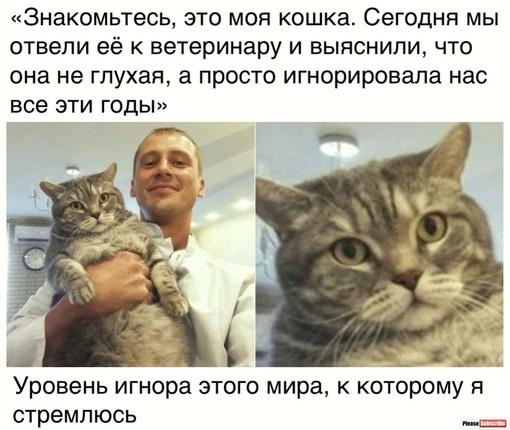 «Знакомьтесь, это моя кошка. Сегодня мы
отвели её к ветеринару и выяснили, что
она не глухая, а просто игнорировала нас
все эти годы»
Уровень игнора этого мира, к которому я
стремлюсь
Please Subscribe